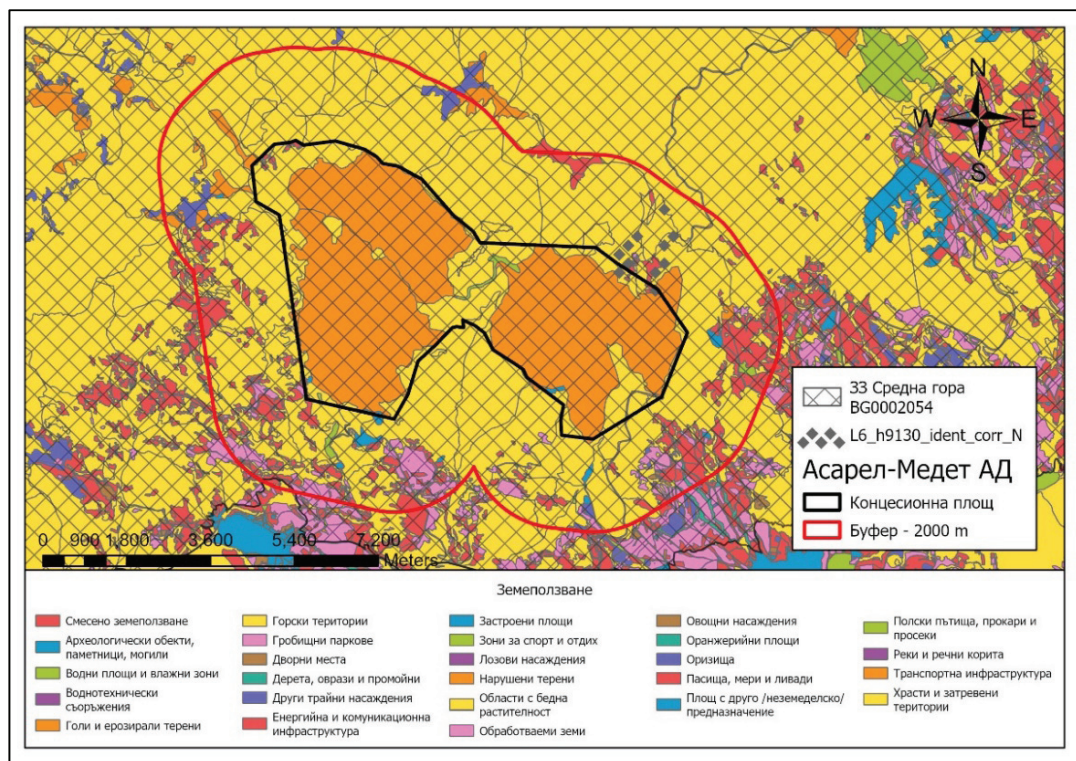 N
W E
S
33 Средна гора
BG0002054
L6_h9130_ident_corr_N
Асарел-Медет АД
Концесионна площ
Буфер - 2000 m
0 900 1,800 3,600 5,400 7,200
Meters
Земеползване
Смесено земеползване
Археологически обекти,
паметници, могили
Водни площи и влажни зони
Воднотехнически
съоръжения
Голи и ерозирали терени
Горски територии
Гробищни паркове
Дворни места
Дерета, оврази и промойни
Други трайни насаждения
Енергийна и комуникационна
инфраструктура
Застроени площи
Зони за спорт и отдих
Лозови насаждения
Нарушени терени
Области с бедна
растителност
Обработваеми земи
Овощни насаждения
Оранжерийни площи
Оризища
Пасища, мери и ливади
Площ с друго /неземеделско/
предназначение
Полски пътища, прокари и
просеки
Реки и речни корита
Транспортна инфраструктура
Храсти и затревени
територии